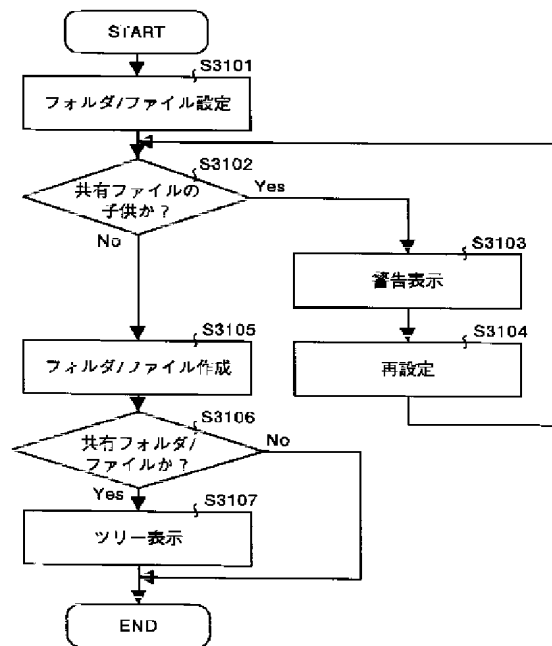 START
S3101
フォルダ/ファイル設定
S3102
共有ファイルの
子供か？
Yes
No
S3103
警告表示
S3104
再設定
S3105
フォルダ/ファイル作成
S3106
共有フォルダ/
ファイルか？
No
Yes
S3107
ツリー表示
END